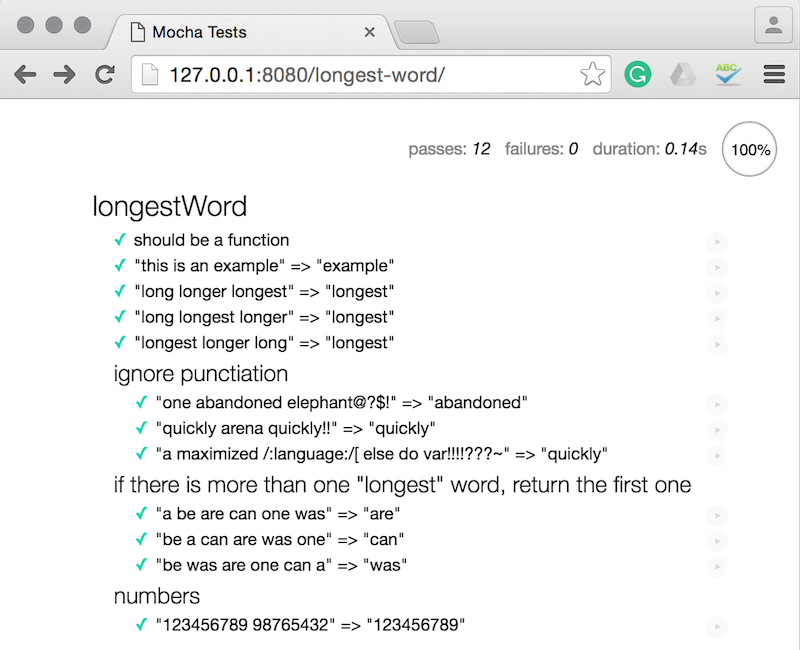 Mocha Tests
127.0.0.1:8080/longest-word/
ABC
passes: 12 failures: 0 duration: 0.14s 100%
longestWord
✓ should be a function
✓ "this is an example" => "example"
✓ "long longer longest" => "longest"
✓ "long longest longer" => "longest"
✓ "longest longer long" => "longest"
ignore punctiation
✓ "one abandoned elephant@?$!" => "abandoned"
✓ "quickly arena quickly!!" => "quickly"
✓ "a maximized /:language:/[ else do var!!!!???~" => "quickly"
if there is more than one "longest" word, return the first one
✓ "a be are can one was" => "are"
✓ "be a can are was one" => "can"
✓ "be was are one can a" => "was"
numbers
✓ "123456789 98765432" => "123456789"